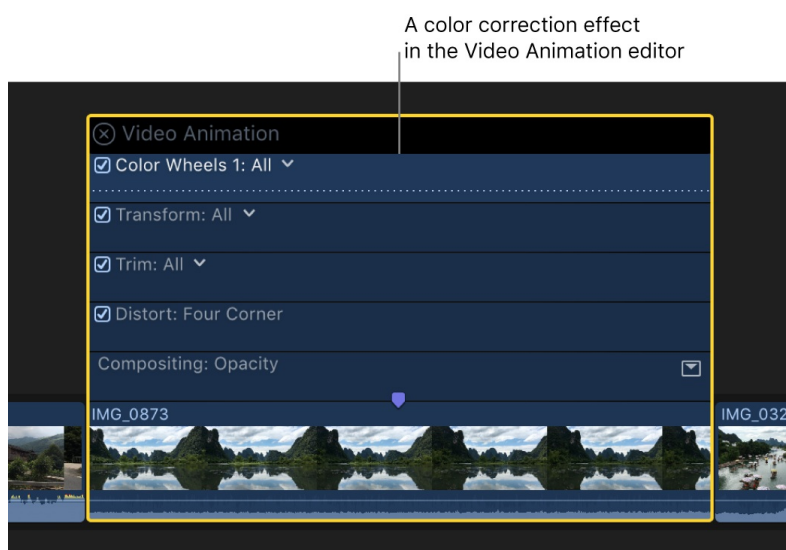 A color correction effect
in the Video Animation editor
Video Animation
Color Wheels 1: All
Transform: All
Trim: All
Distort: Four Corner
Compositing: Opacity
IMG_0873
IMG_032